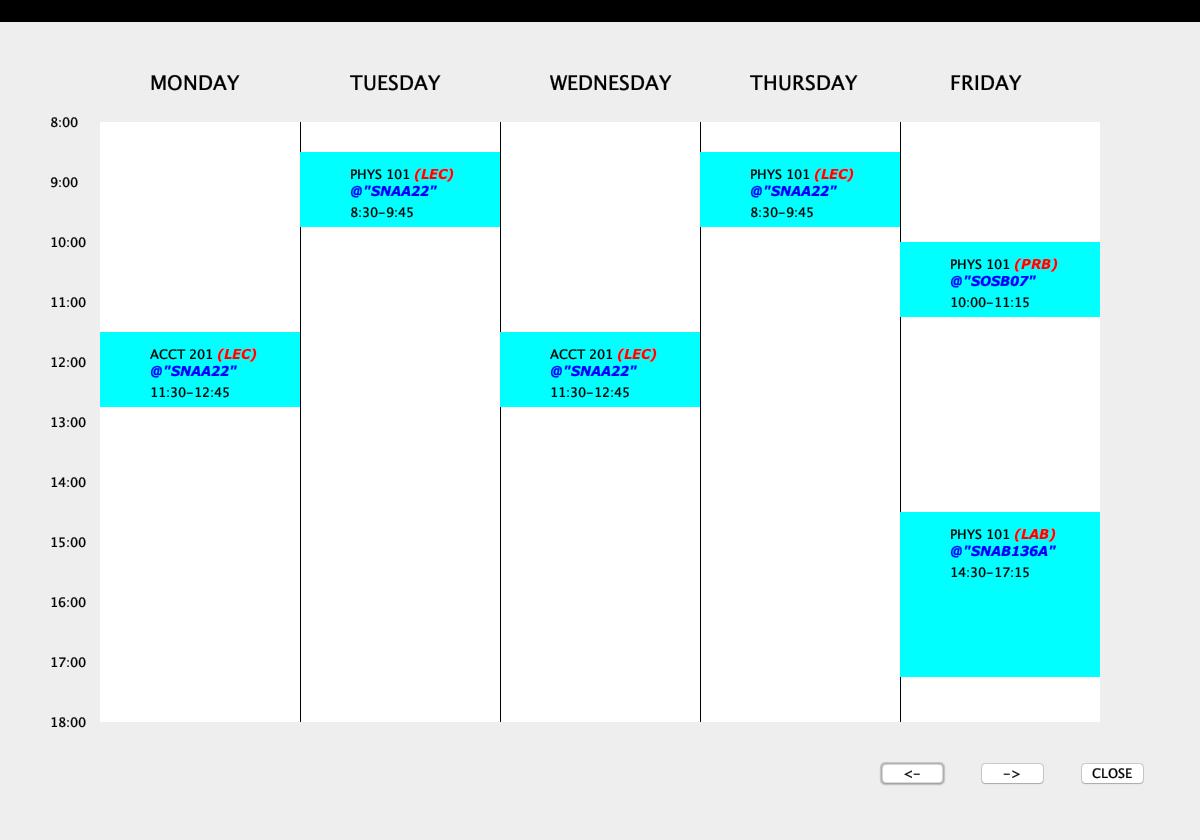 MONDAY TUESDAY WEDNESDAY THURSDAY FRIDAY
8:00
PHYS 101 (LEC)
@"SNAA22"
8:30-9:45
PHYS 101 (LEC)
@"SNAA22"
8:30-9:45
9:00
10:00
PHYS 101 (PRB)
@"SOSB07"
10:00-11:15
11:00
ACCT 201 (LEC)
@"SNAA22"
11:30-12:45
ACCT 201 (LEC)
@"SNAA22"
11:30-12:45
12:00
13:00
14:00
PHYS 101 (LAB)
@"SNAB136A"
14:30-17:15
15:00
16:00
17:00
18:00
<- -> CLOSE